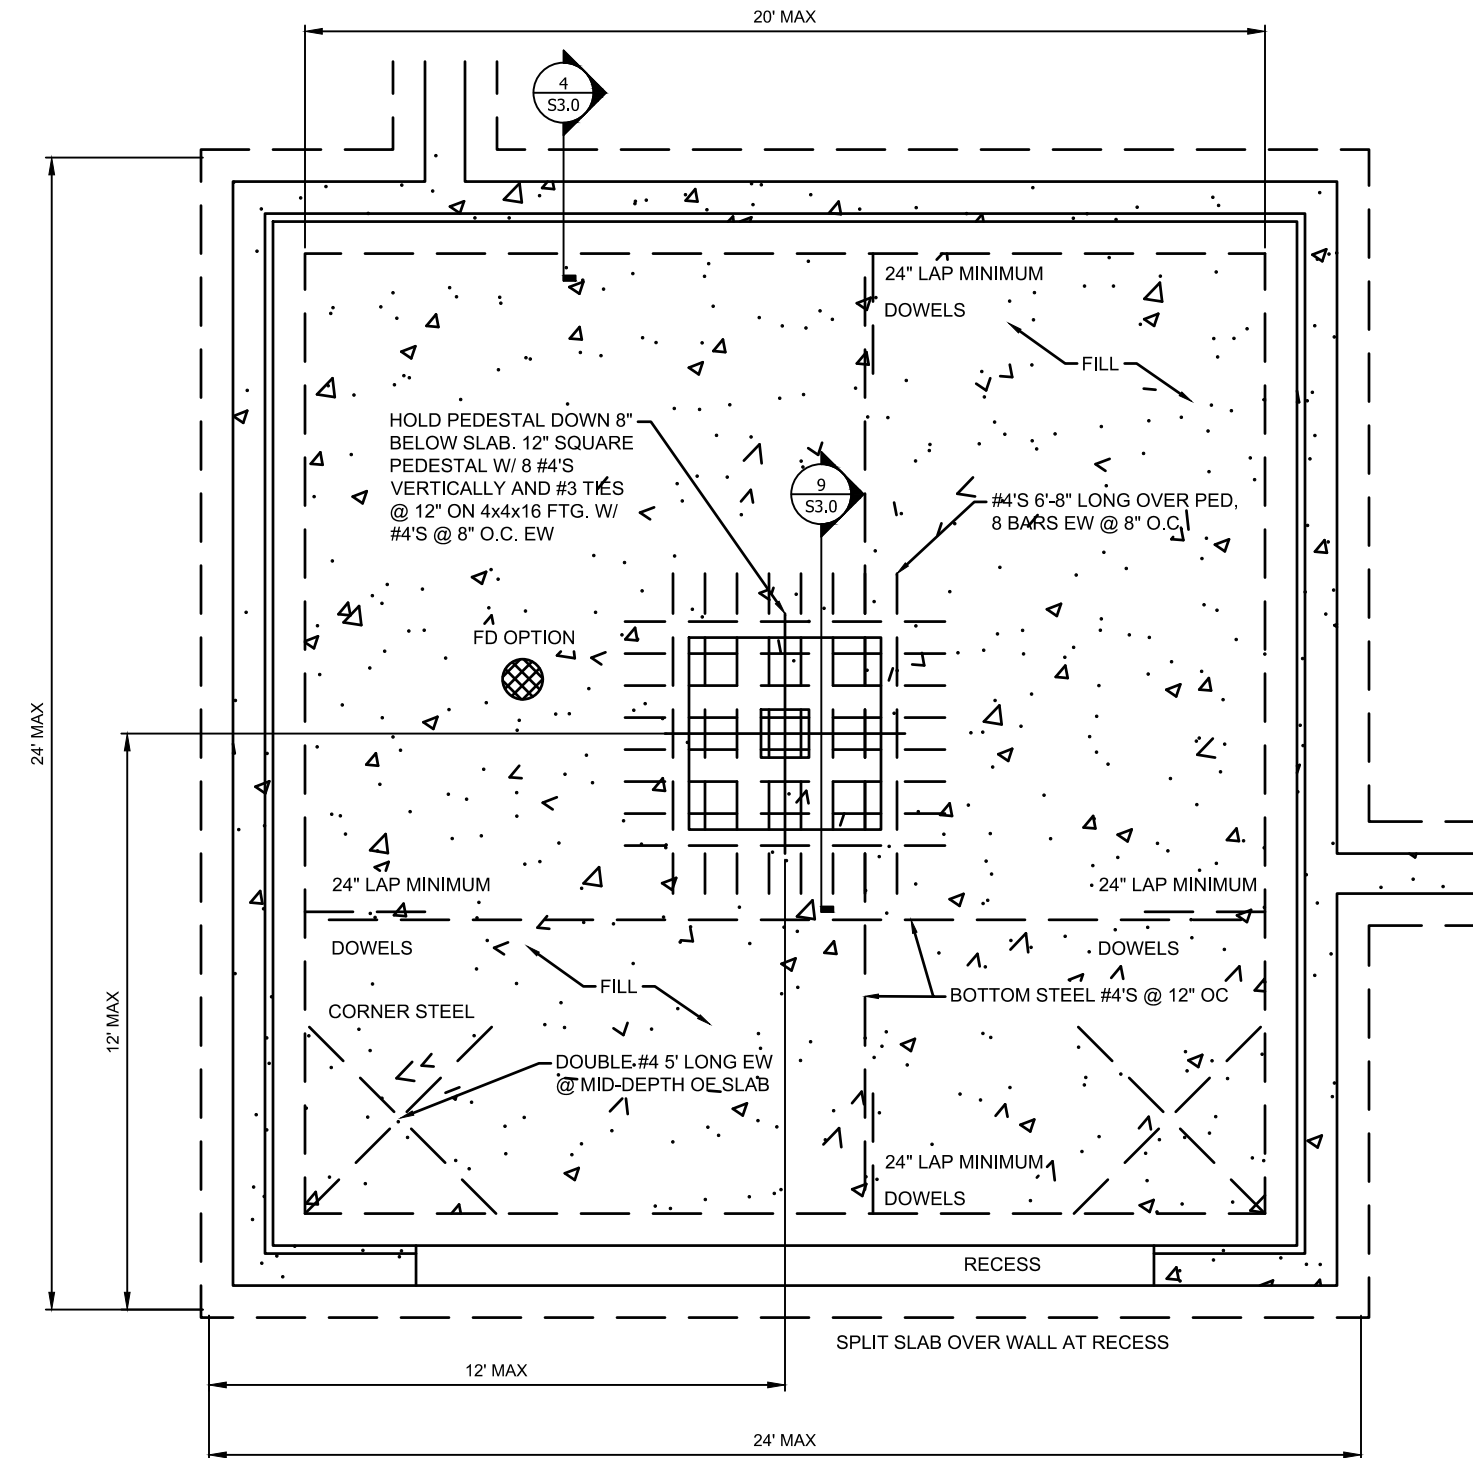 20' MAX
4
S3.0
24" LAP MINIMUM
DOWELS
FILL
HOLD PEDESTAL DOWN 8"
BELOW SLAB. 12" SQUARE
PEDESTAL W/ 8 #4'S
VERTICALLY AND #3 TIES
@ 12" ON 4x4x16 FTG. W/
#4'S @ 8" O.C. EW
9
S3.0
#4'S 6'-8" LONG OVER PED,
8 BARS EW @ 8" O.C.
FD OPTION
24' MAX
12' MAX
24" LAP MINIMUM
DOWELS
24" LAP MINIMUM
DOWELS
FILL
BOTTOM STEEL #4'S @ 12" OC
CORNER STEEL
DOUBLE #4 5' LONG EW
@ MID-DEPTH OF SLAB
24" LAP MINIMUM
DOWELS
RECESS
SPLIT SLAB OVER WALL AT RECESS
12' MAX
24' MAX